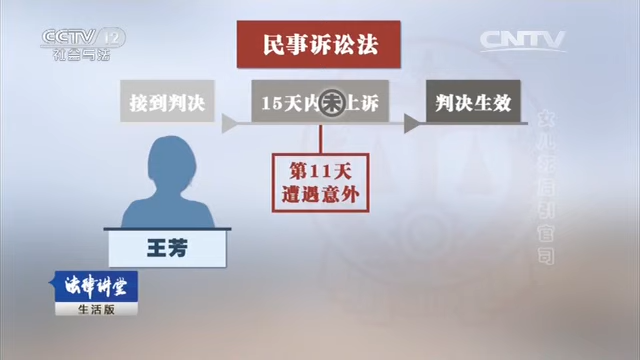 CCTV 12
社会与法
CNTV
民事诉讼法
接到判决
15天内未上诉
判决生效
第11天
遭遇意外
王芳
法律讲堂
生活版